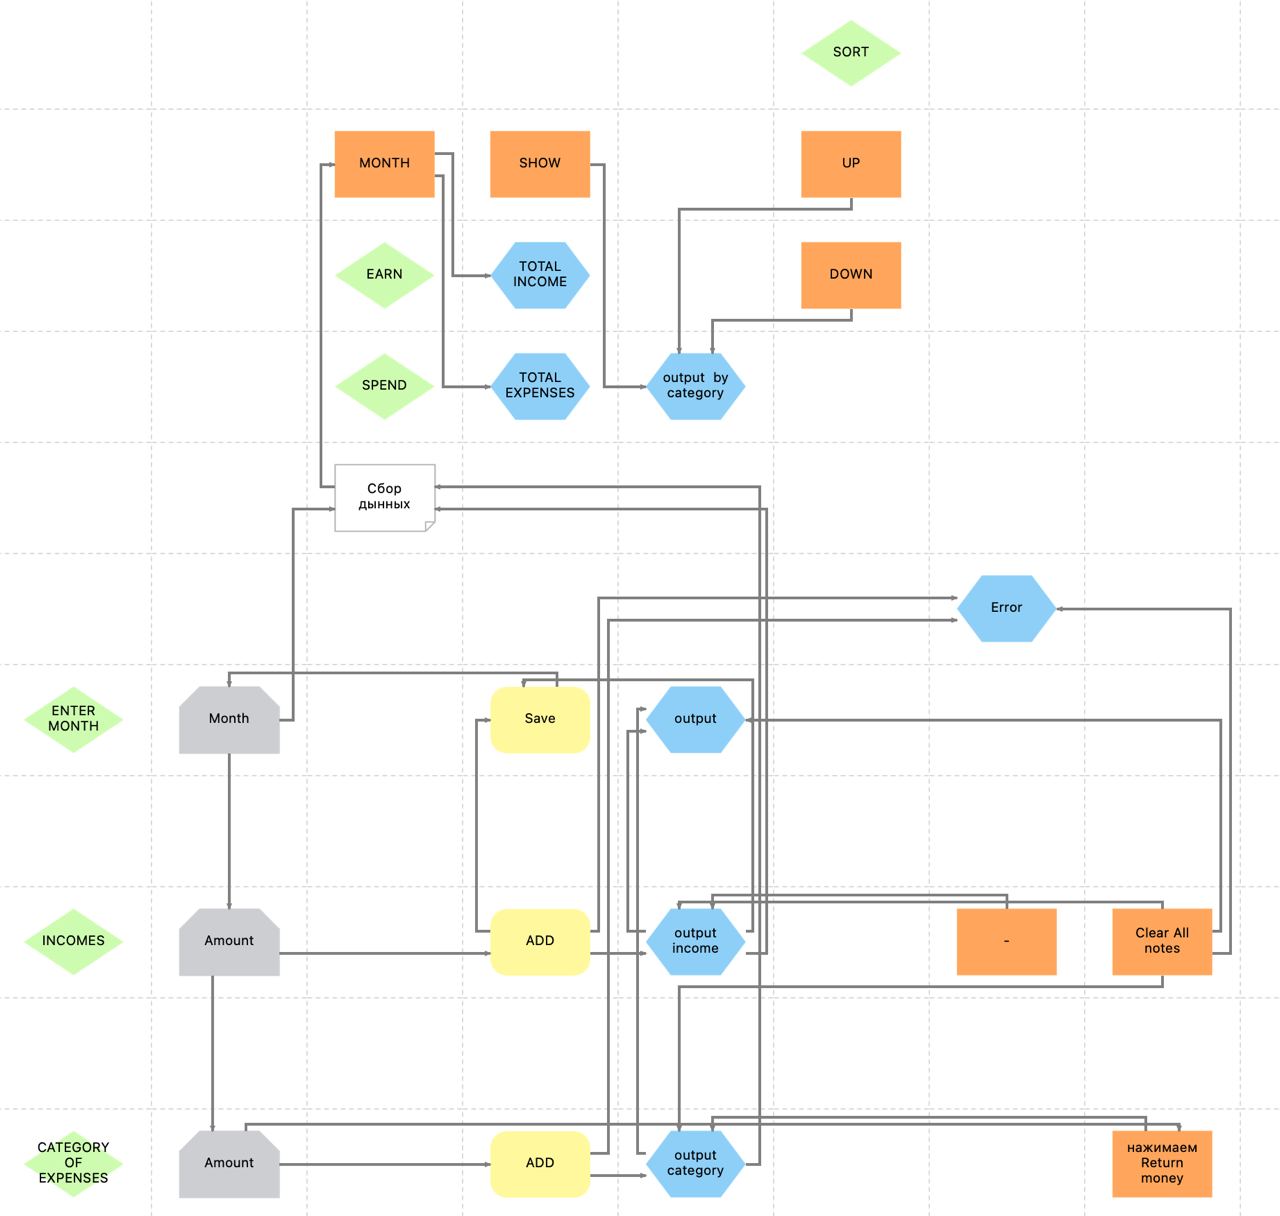 SORT
MONTH
SHOW
UP
EARN
TOTAL
INCOME
DOWN
SPEND
TOTAL
EXPENSES
output by
category
Сбор
дынных
Error
ENTER
MONTH
Month
Save
output
INCOMES
Amount
ADD
output
income
-
Clear All
notes
CATEGORY
OF
EXPENSES
Amount
ADD
output
category
нажимаем
Return
money